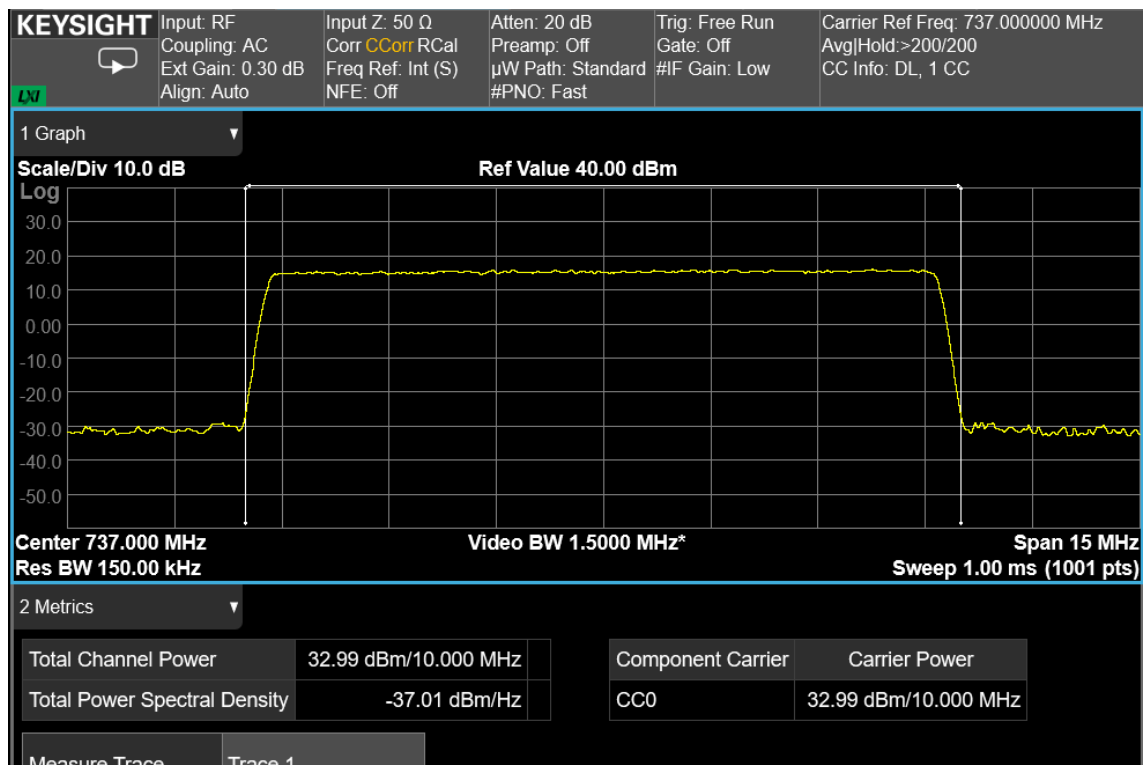 KEYSIGHT
Input: RF
Coupling: AC
Ext Gain: 0.30 dB
Align: Auto
Input Z: 50 Ω
Corr CCorr RCal
Freq Ref: Int (S)
NFE: Off
Atten: 20 dB
Preamp: Off
µW Path: Standard
#PNO: Fast
Trig: Free Run
Gate: Off
#IF Gain: Low
Carrier Ref Freq: 737.000000 MHz
Avg|Hold:>200/200
CC Info: DL, 1 CC
LXI
1 Graph
Scale/Div 10.0 dB
Ref Value 40.00 dBm
Log
30.0
20.0
10.0
0.00
-10.0
-20.0
-30.0
-40.0
-50.0
Center 737.000 MHz
Video BW 1.5000 MHz*
Span 15 MHz
Res BW 150.00 kHz
Sweep 1.00 ms (1001 pts)
2 Metrics
Total Channel Power 32.99 dBm/10.000 MHz
Total Power Spectral Density -37.01 dBm/Hz
Component Carrier Carrier Power
CC0 32.99 dBm/10.000 MHz
Measure Trace Trace 1